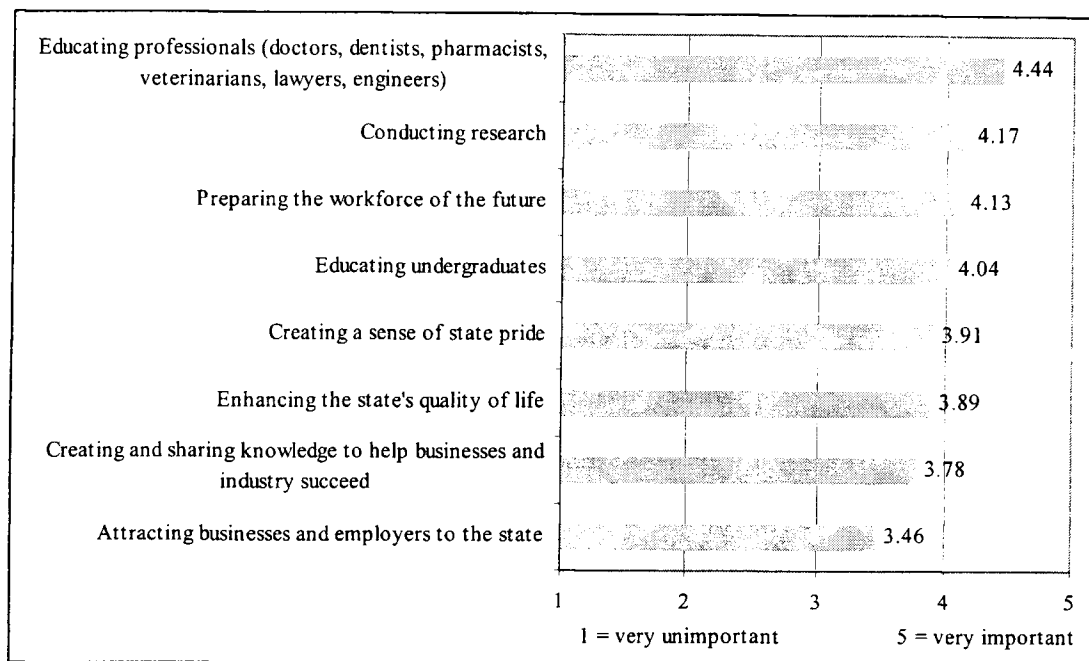 Educating professionals (doctors, dentists, pharmacists,
veterinarians, lawyers, engineers)
4.44
Conducting research
4.17
Preparing the workforce of the future
4.13
Educating undergraduates
4.04
Creating a sense of state pride
3.91
Enhancing the state's quality of life
3.89
Creating and sharing knowledge to help businesses and
industry succeed
3.78
Attracting businesses and employers to the state
3.46
1 2 3 4 5
1 = very unimportant 5 = very important